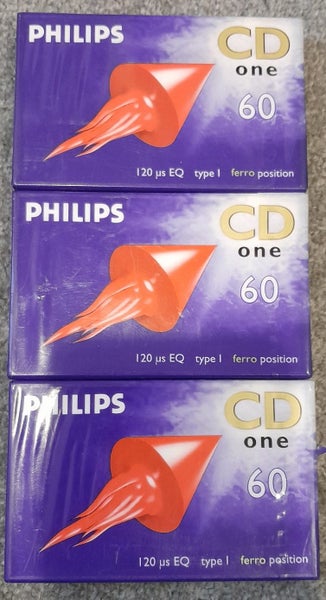 PHILIPS
CD
one
60
120 µs EQ type I ferro position
PHILIPS
CD
one
60
120 µs EQ type I ferro position
PHILIPS
CD
one
60
120 µs EQ type I ferro position